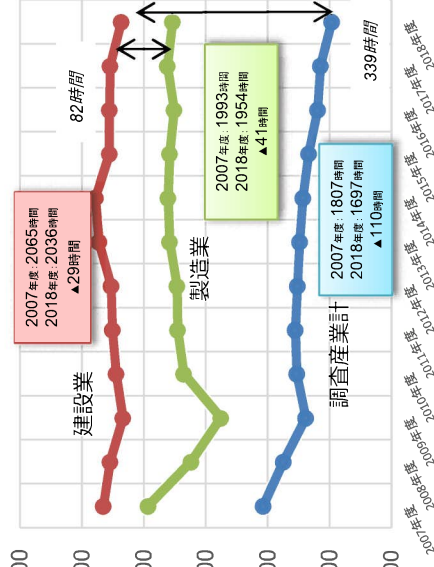 00
00
00
00
00
00
00
建設業
2007年度：2065時間
2018年度：2036時間
▲29時間
82時間
製造業
2007年度：1993時間
2018年度：1954時間
▲41時間
調査産業計
2007年度：1807時間
2018年度：1697時間
▲110時間
339時間
2007年度
2008年度
2009年度
2010年度
2011年度
2012年度
2013年度
2014年度
2015年度
2016年度
2017年度
2018年度